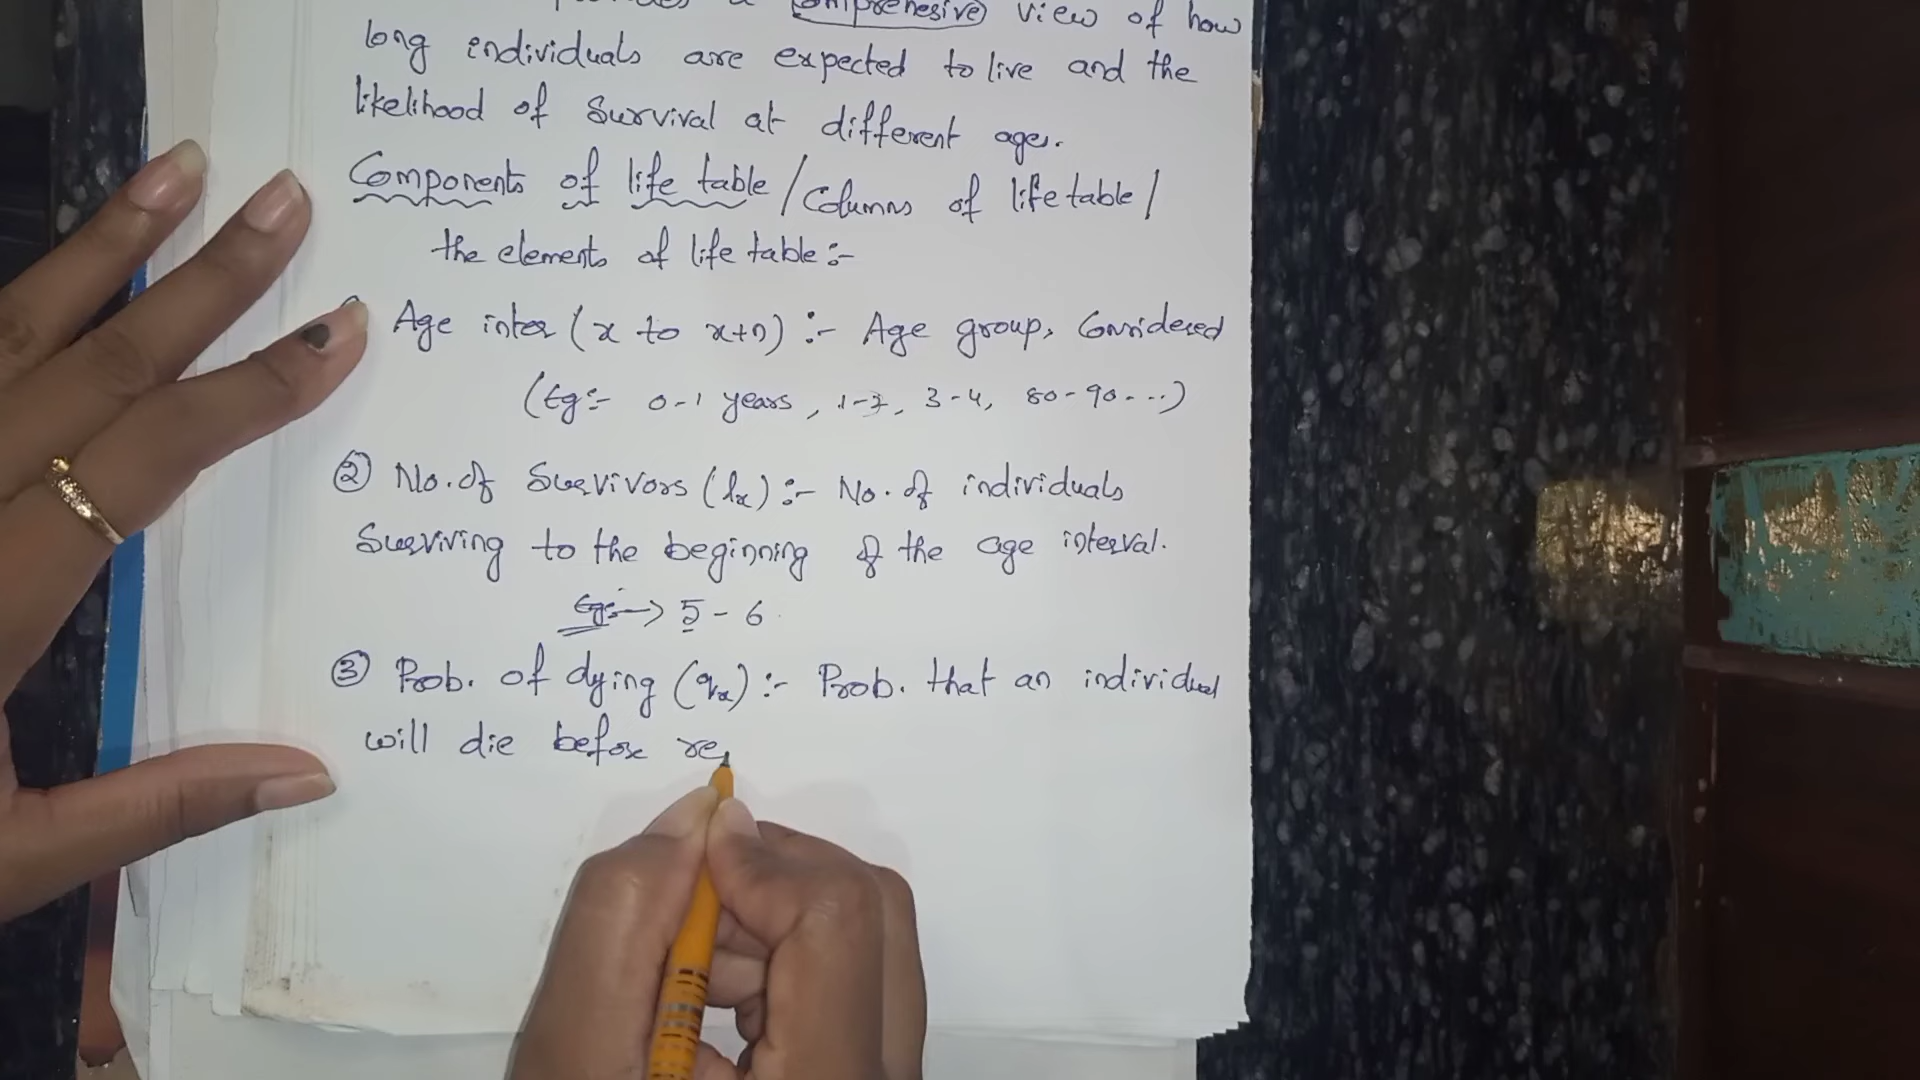 a Comprehesive view of how
long individuals are expected to live and the
likelihood of Survival at different age.
Components of life table / Columns of life table /
the elements of life table :-
Age inter (x to x+n) :- Age group, Considered
(Eg:- 0-1 years, 1-2, 3-4, 80-90...)
② No. of Survivors (lx) :- No. of individuals
Surviving to the beginning of the age interval.
Eg:-> 5-6
③ Prob. of dying (qx) :- Prob. that an individual
will die before re